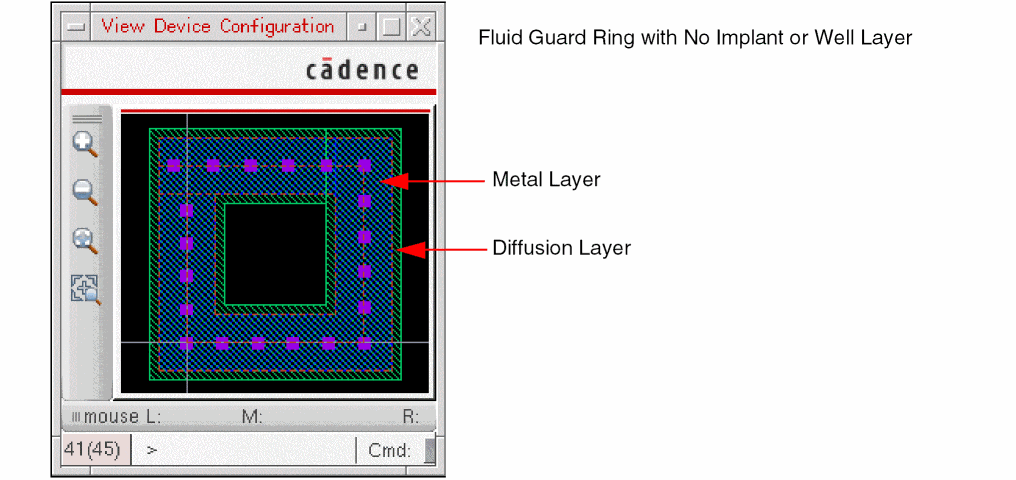 View Device Configuration
Fluid Guard Ring with No Implant or Well Layer
cādence
Metal Layer
Diffusion Layer
mouse L: M: R:
41(45) > Cmd: